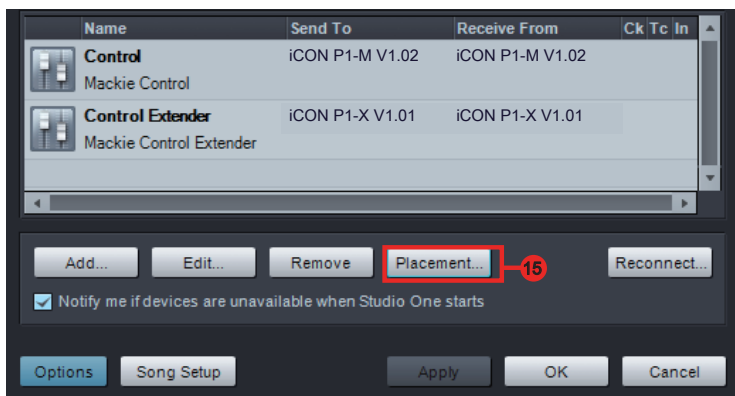 Name Send To Receive From Ck Tc In
Control iCON P1-M V1.02 iCON P1-M V1.02
Mackie Control
Control Extender iCON P1-X V1.01 iCON P1-X V1.01
Mackie Control Extender
Add... Edit... Remove Placement... 15 Reconnect...
Notify me if devices are unavailable when Studio One starts
Options Song Setup Apply OK Cancel